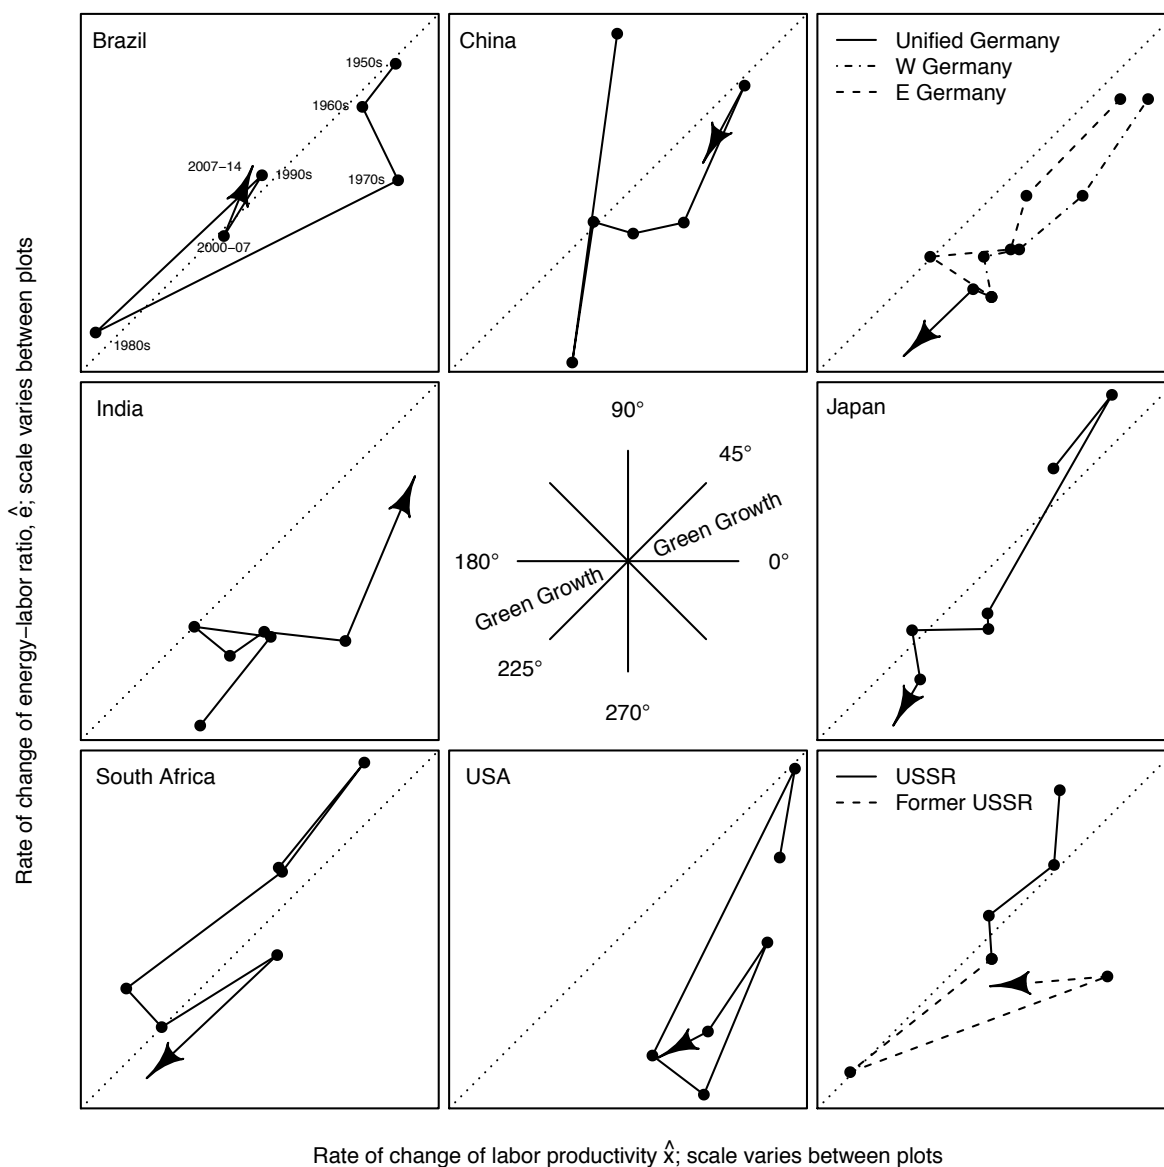 Brazil
1950s
1960s
2007–14
1990s
1970s
2000–07
1980s
China
Unified Germany
W Germany
E Germany
Rate of change of energy–labor ratio, ê; scale varies between plots
India
90°
45°
Green Growth
180°
0°
Green Growth
225°
270°
Japan
South Africa
USA
USSR
Former USSR
Rate of change of labor productivity x̂; scale varies between plots